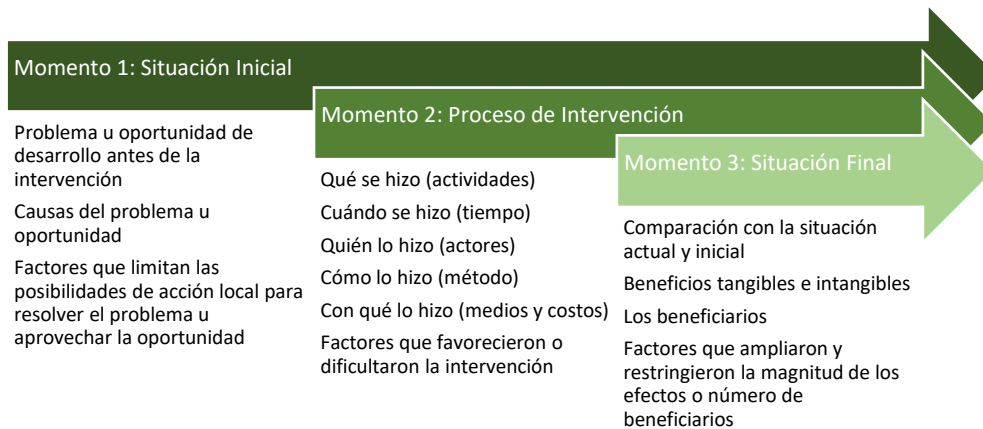 Momento 1: Situación Inicial
Problema u oportunidad de
desarrollo antes de la
intervención
Causas del problema u
oportunidad
Factores que limitan las
posibilidades de acción local para
resolver el problema u
aprovechar la oportunidad
Momento 2: Proceso de Intervención
Qué se hizo (actividades)
Cuándo se hizo (tiempo)
Quién lo hizo (actores)
Cómo lo hizo (método)
Con qué lo hizo (medios y costos)
Factores que favorecieron o
dificultaron la intervención
Momento 3: Situación Final
Comparación con la situación
actual y inicial
Beneficios tangibles e intangibles
Los beneficiarios
Factores que ampliaron y
restringieron la magnitud de los
efectos o número de
beneficiarios